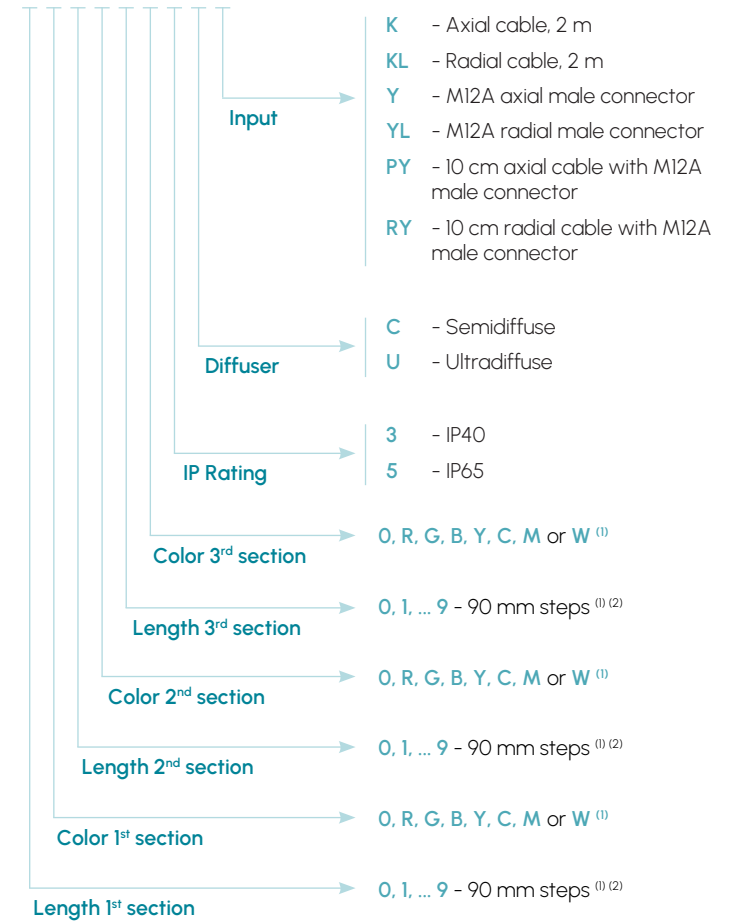 K - Axial cable, 2 m
KL - Radial cable, 2 m
Y - M12A axial male connector
Input
YL - M12A radial male connector
PY - 10 cm axial cable with M12A
male connector
RY - 10 cm radial cable with M12A
male connector
C - Semidiffuse
Diffuser
U - Ultradiffuse
3 - IP40
IP Rating
5 - IP65
Color 3rd section
0, R, G, B, Y, C, M or W (1)
Length 3rd section
0, 1, ... 9 - 90 mm steps (1) (2)
Color 2nd section
0, R, G, B, Y, C, M or W (1)
Length 2nd section
0, 1, ... 9 - 90 mm steps (1) (2)
Color 1st section
0, R, G, B, Y, C, M or W (1)
Length 1st section
0, 1, ... 9 - 90 mm steps (1) (2)